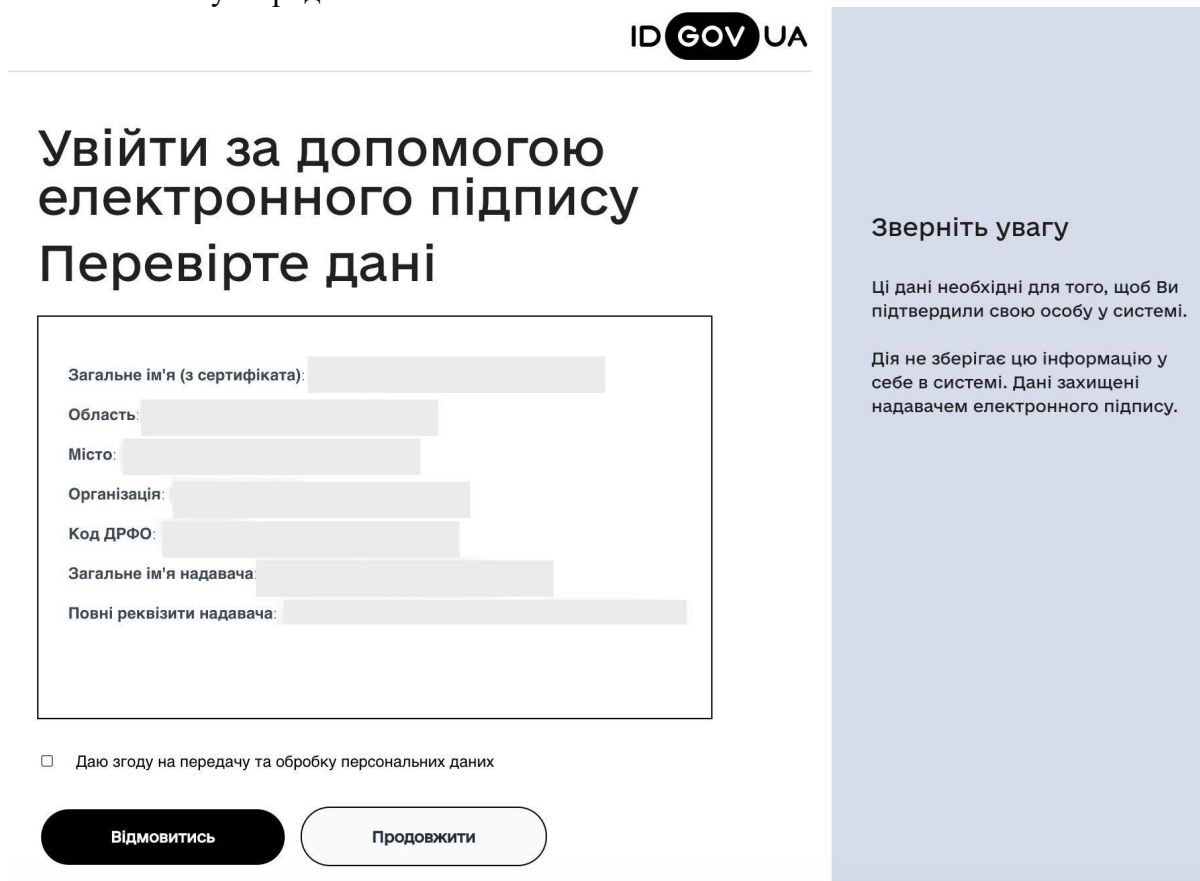 ID GOV UA
Увійти за допомогою
електронного підпису
Перевірте дані
Загальне ім'я (з сертифіката):
Область:
Місто:
Організація:
Код ДРФО:
Загальне ім'я надавача:
Повні реквізити надавача:
Даю згоду на передачу та обробку персональних даних
Відмовитись
Продовжити
Зверніть увагу
Ці дані необхідні для того, щоб Ви
підтвердили свою особу у системі.
Дія не зберігає цю інформацію у
себе в системі. Дані захищені
надавачем електронного підпису.